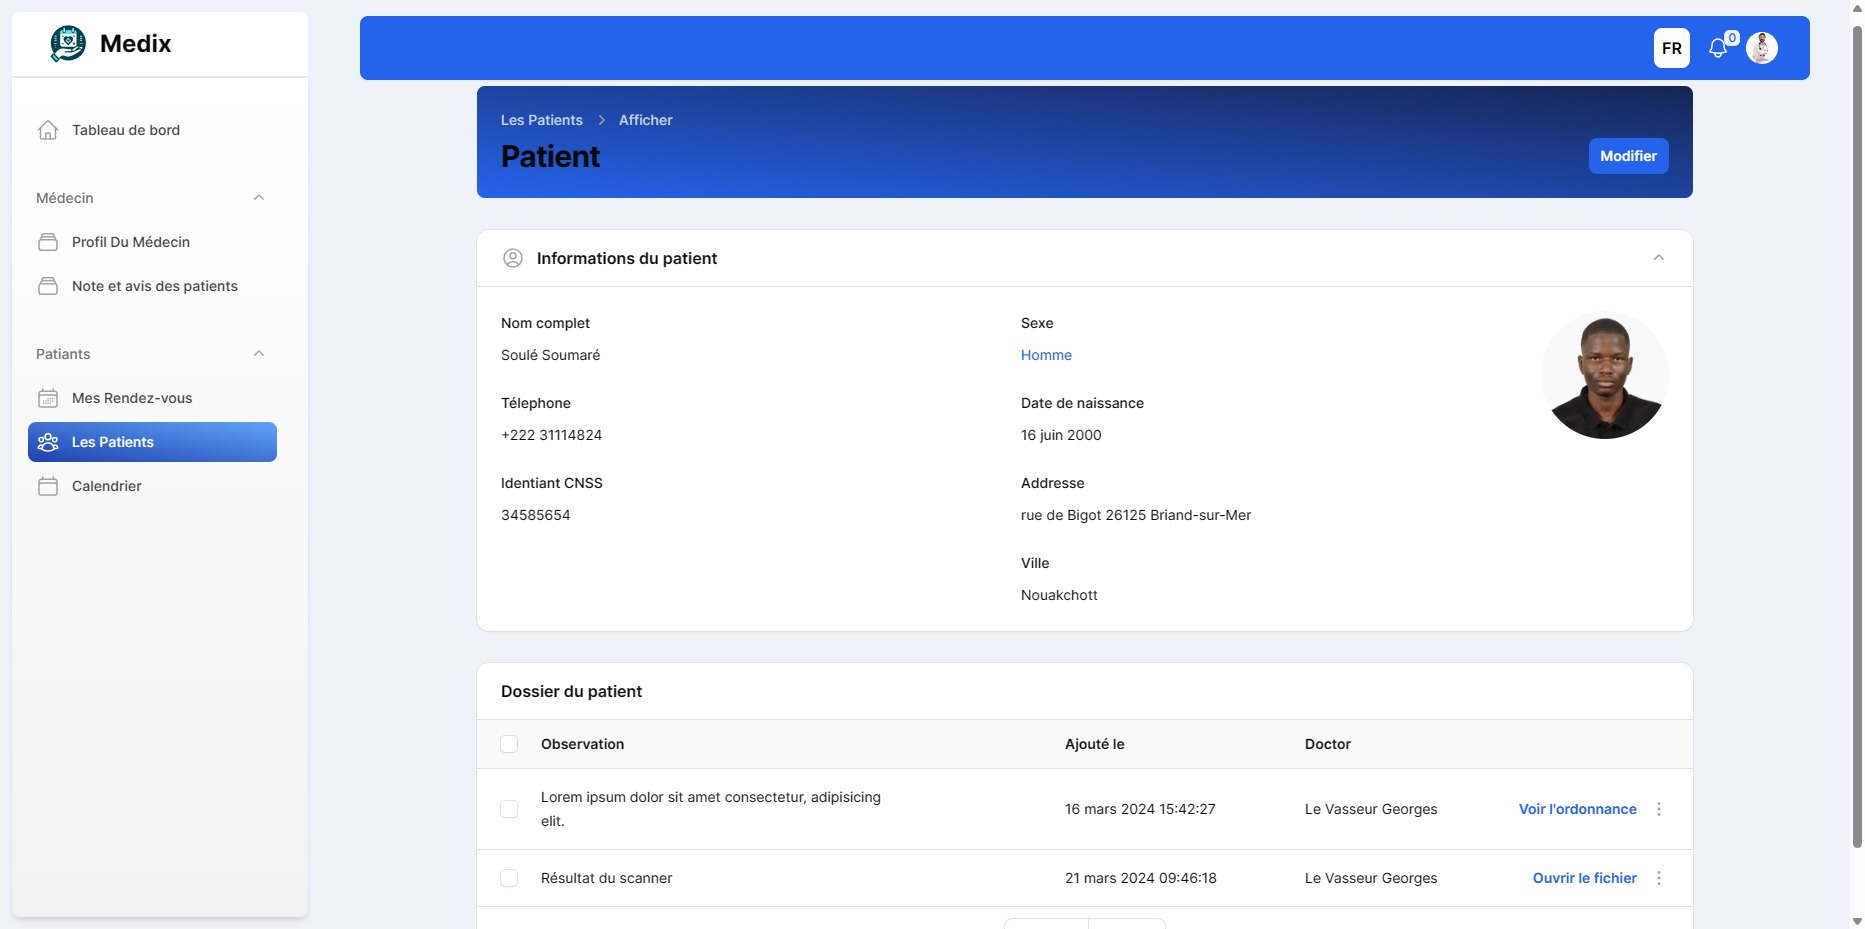 Medix
FR
0
Tableau de bord
Médecin
Profil Du Médecin
Note et avis des patients
Patiants
Mes Rendez-vous
Les Patients
Calendrier
Les Patients > Afficher
Patient
Modifier
Informations du patient
Nom complet
Soulé Soumaré
Sexe
Homme
Télephone
+222 31114824
Date de naissance
16 juin 2000
Identiant CNSS
34585654
Addresse
rue de Bigot 26125 Briand-sur-Mer
Ville
Nouakchott
Dossier du patient
Observation Ajouté le Doctor
Lorem ipsum dolor sit amet consectetur, adipisicing
elit.
16 mars 2024 15:42:27 Le Vasseur Georges Voir l'ordonnance
Résultat du scanner 21 mars 2024 09:46:18 Le Vasseur Georges Ouvrir le fichier